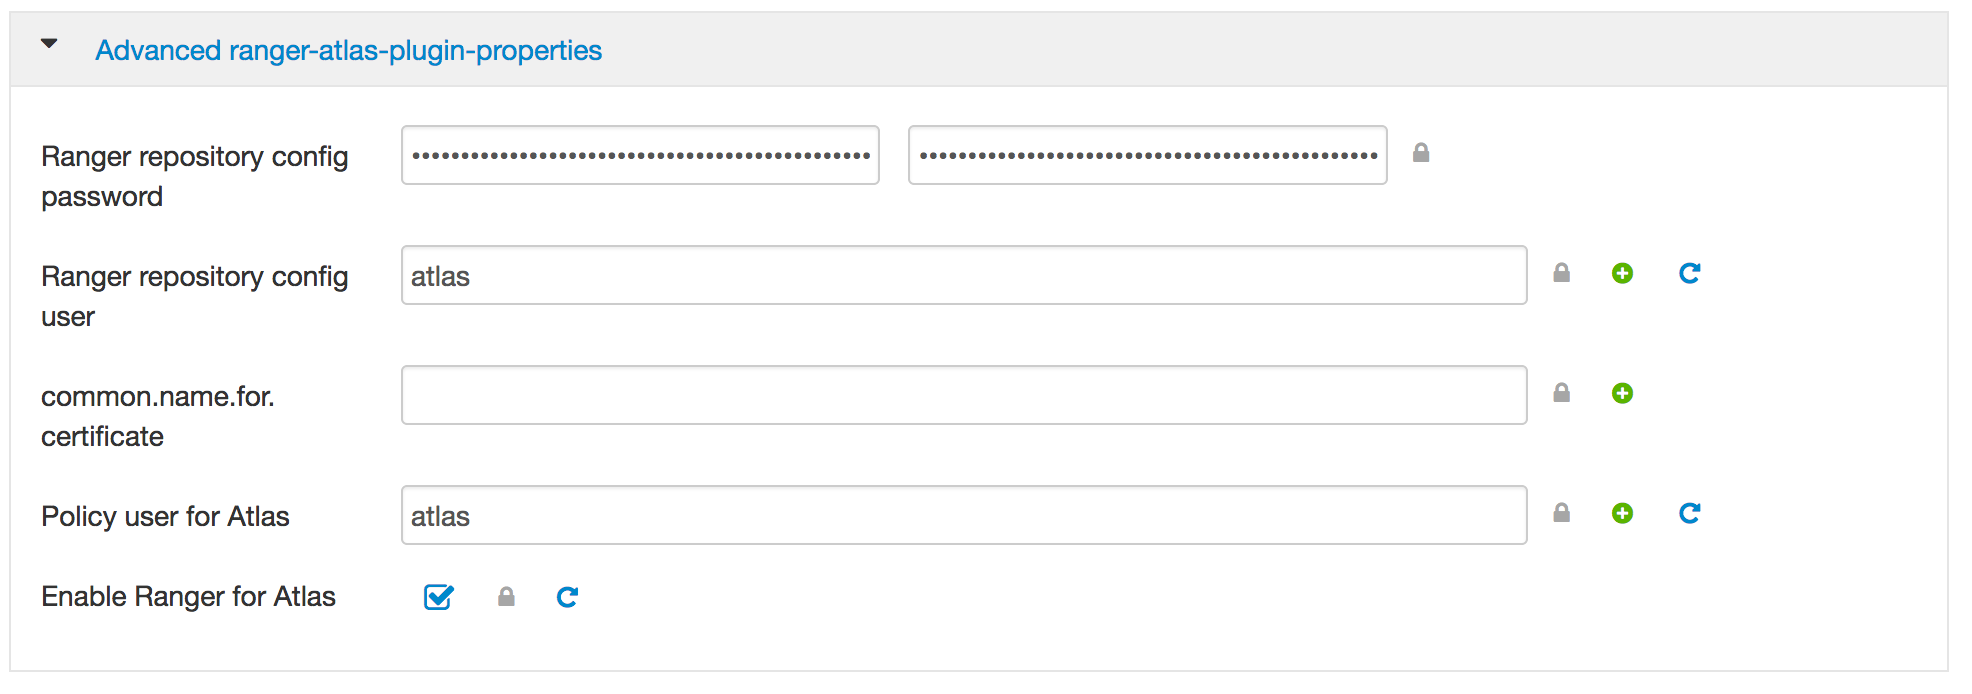 Advanced ranger-atlas-plugin-properties
Ranger repository config
password
Ranger repository config
user
atlas
common.name.for.
certificate
Policy user for Atlas
atlas
Enable Ranger for Atlas